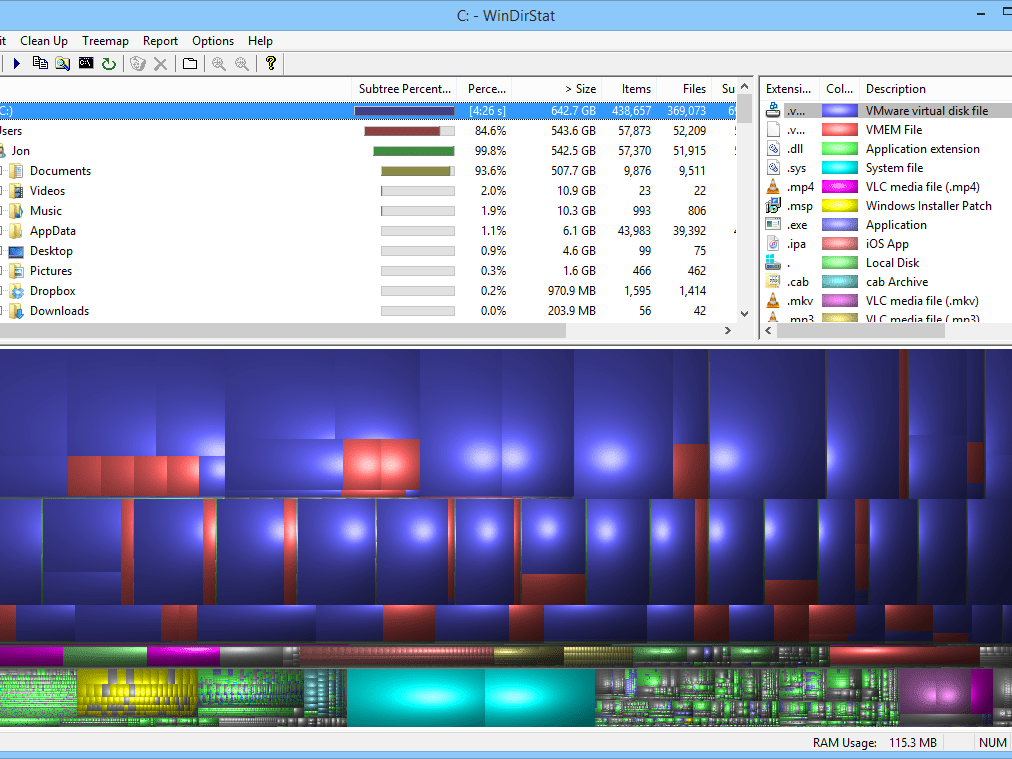 C: - WinDirStat
it Clean Up Treemap Report Options Help
Subtree Percent... Perce... > Size Items Files Su
C:) [4:26 s] 642.7 GB 438,657 369,073
sers 84.6% 543.6 GB 57,873 52,209
Jon 99.8% 542.5 GB 57,370 51,915
Documents 93.6% 507.7 GB 9,876 9,511
Videos 2.0% 10.9 GB 23 22
Music 1.9% 10.3 GB 993 806
AppData 1.1% 6.1 GB 43,983 39,392
Desktop 0.9% 4.6 GB 99 75
Pictures 0.3% 1.6 GB 466 462
Dropbox 0.2% 970.9 MB 1,595 1,414
Downloads 0.0% 203.9 MB 56 42
Extensi... Col... Description
.v... VMware virtual disk file
.v... VMEM File
.dll Application extension
.sys System file
.mp4 VLC media file (.mp4)
.msp Windows Installer Patch
.exe Application
.ipa iOS App
. Local Disk
.cab cab Archive
.mkv VLC media file (.mkv)
.mp3 VLC media file (.mp3)
RAM Usage: 115.3 MB NUM